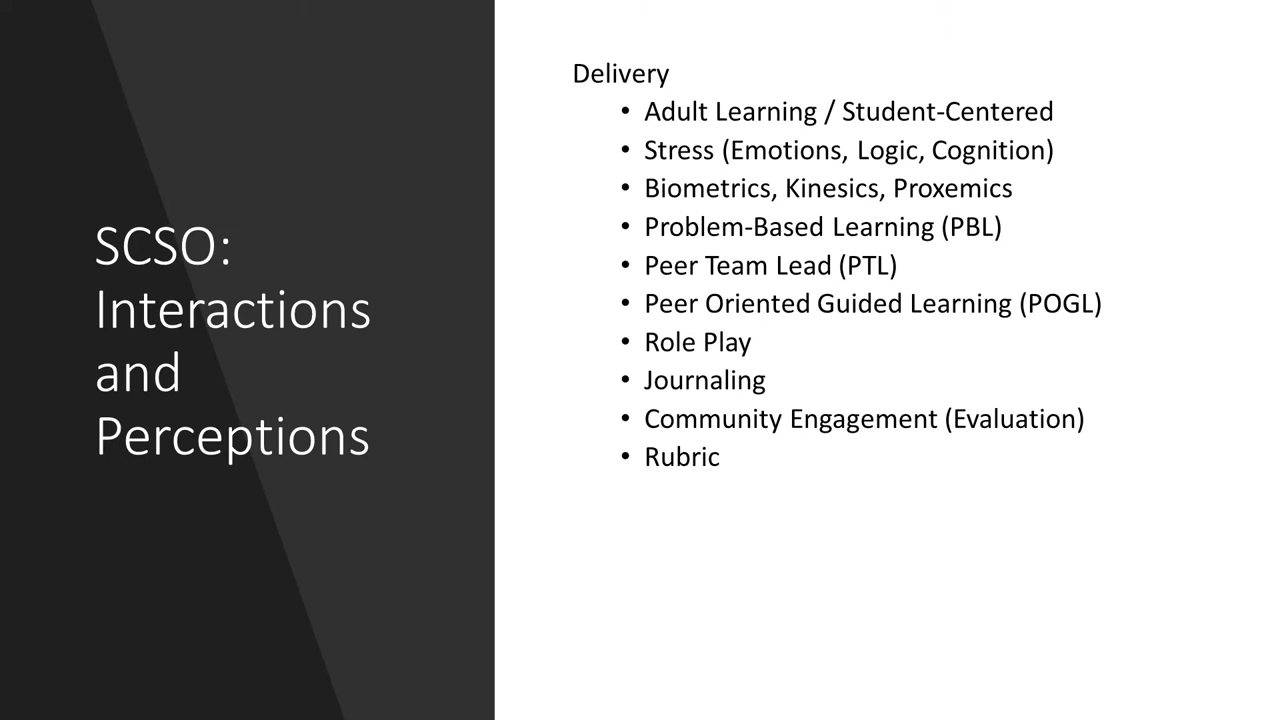 SCSO:
Interactions
and
Perceptions
Delivery
• Adult Learning / Student-Centered
• Stress (Emotions, Logic, Cognition)
• Biometrics, Kinesics, Proxemics
• Problem-Based Learning (PBL)
• Peer Team Lead (PTL)
• Peer Oriented Guided Learning (POGL)
• Role Play
• Journaling
• Community Engagement (Evaluation)
• Rubric